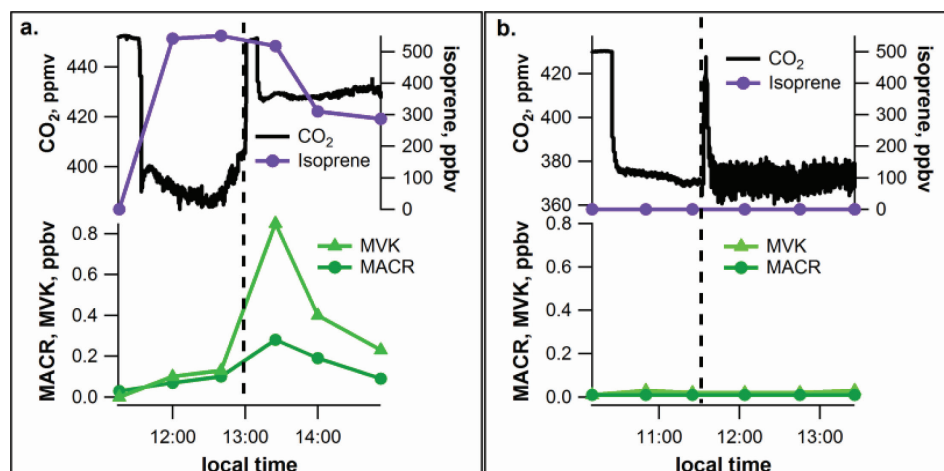 a.
CO₂, ppmv
440
420
400
isoprene, ppbv
500
400
300
200
100
0
CO₂
Isoprene
MACR, MVK, ppbv
0.8
0.6
0.4
0.2
0.0
MVK
MACR
12:00 13:00 14:00
local time
b.
CO₂, ppmv
420
400
380
360
isoprene, ppbv
500
400
300
200
100
0
CO₂
Isoprene
MACR, MVK, ppbv
0.8
0.6
0.4
0.2
0.0
MVK
MACR
11:00 12:00 13:00
local time